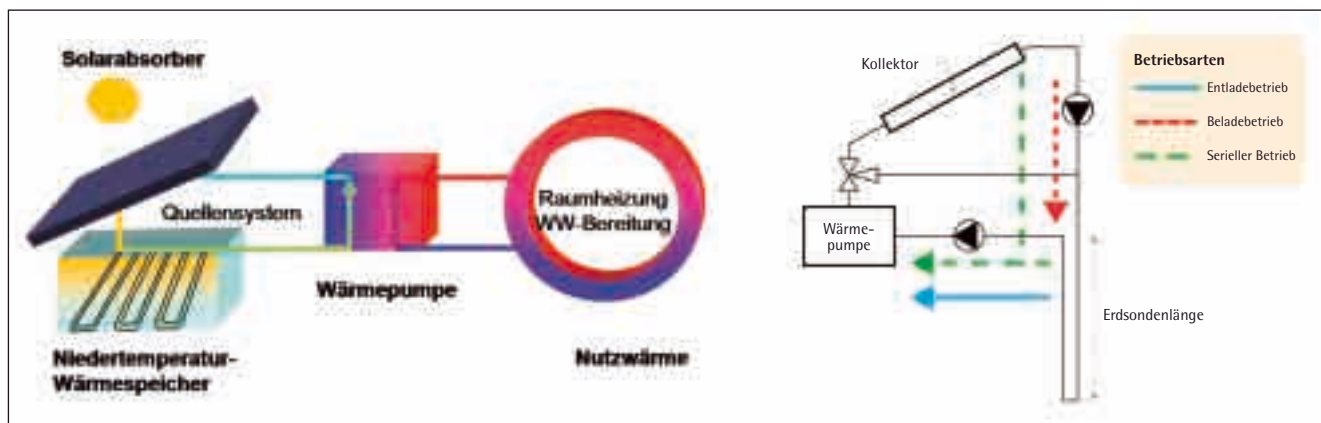 Solarabsorber
Quellensystem
Wärmepumpe
Raumheizung
WW-Bereitung
Niedertemperatur-
Wärmespeicher
Nutzwärme
Kollektor
Wärme-
pumpe
Erdsondenlänge
Betriebsarten
Entladebetrieb
Beladebetrieb
Serieller Betrieb